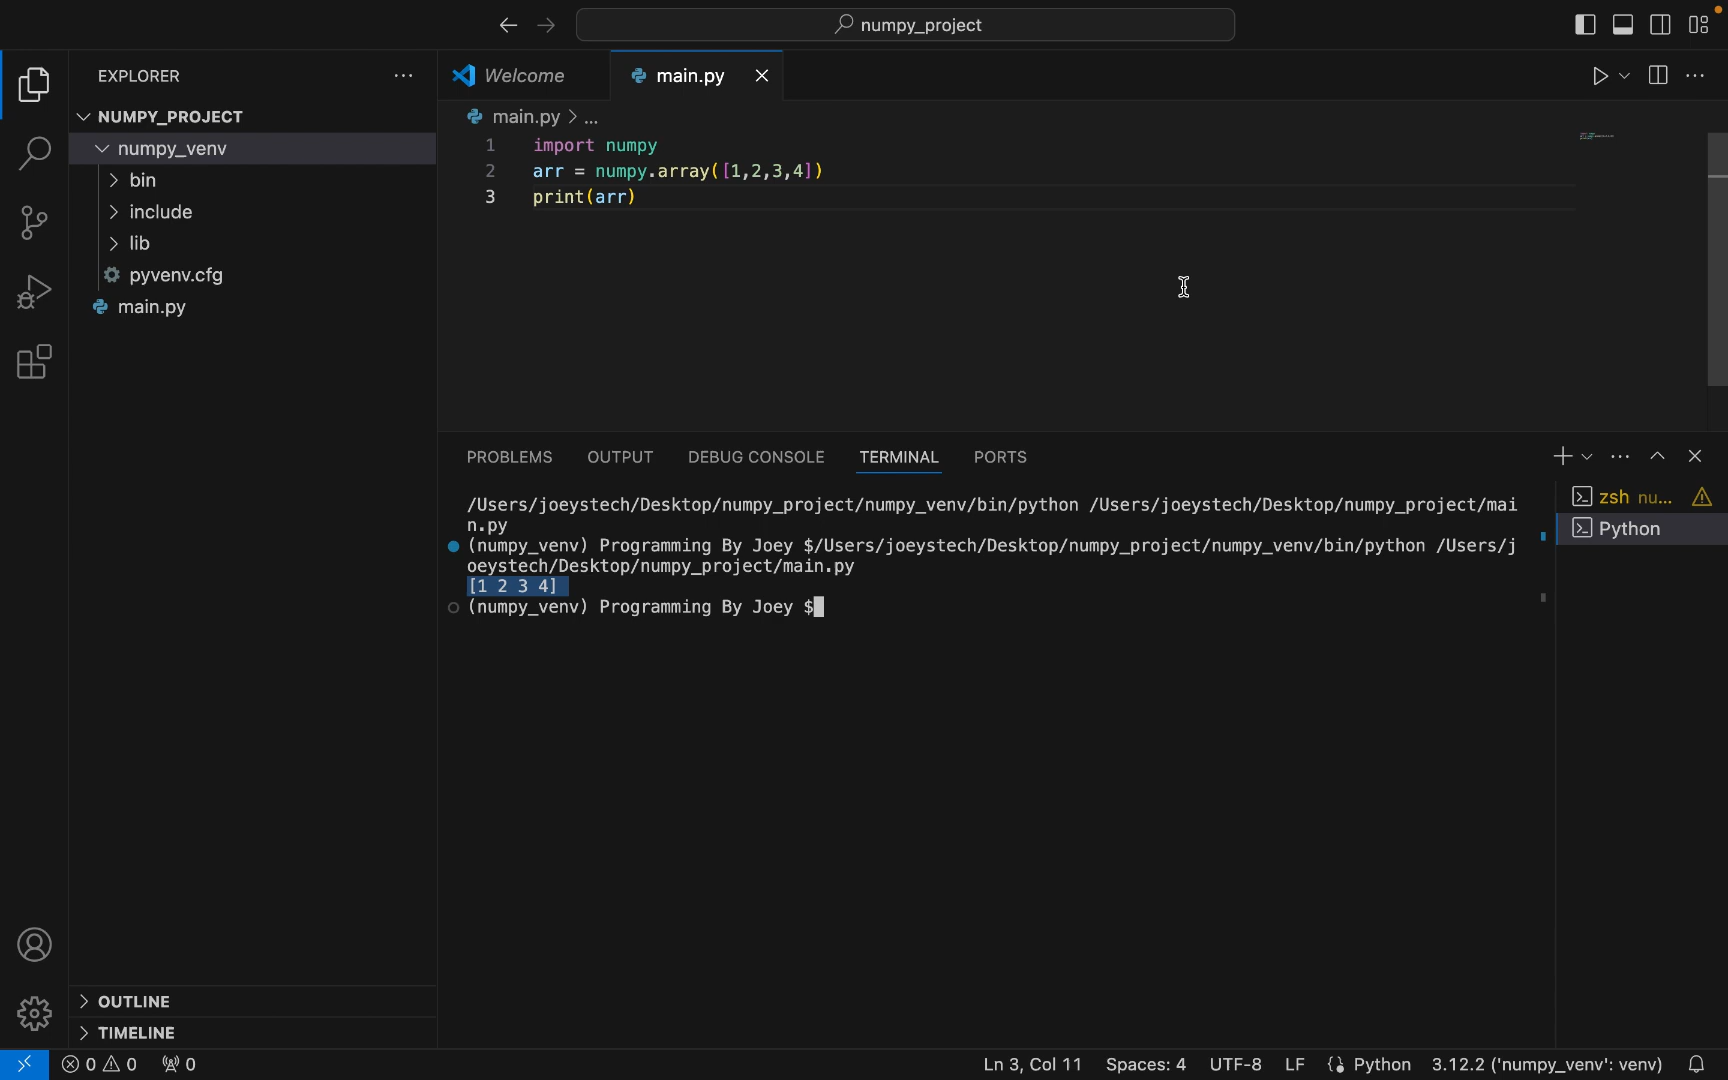 numpy_project
EXPLORER
NUMPY_PROJECT
numpy_venv
bin
include
lib
pyvenv.cfg
main.py
OUTLINE
TIMELINE
Welcome
main.py
main.py > ...
1 import numpy
2 arr = numpy.array([1,2,3,4])
3 print(arr)
PROBLEMS OUTPUT DEBUG CONSOLE TERMINAL PORTS
/Users/joeystech/Desktop/numpy_project/numpy_venv/bin/python /Users/joeystech/Desktop/numpy_project/mai
n.py
(numpy_venv) Programming By Joey $/Users/joeystech/Desktop/numpy_project/numpy_venv/bin/python /Users/j
oeystech/Desktop/numpy_project/main.py
[1 2 3 4]
(numpy_venv) Programming By Joey $
zsh nu...
Python
0 0 0
Ln 3, Col 11 Spaces: 4 UTF-8 LF Python 3.12.2 ('numpy_venv': venv)